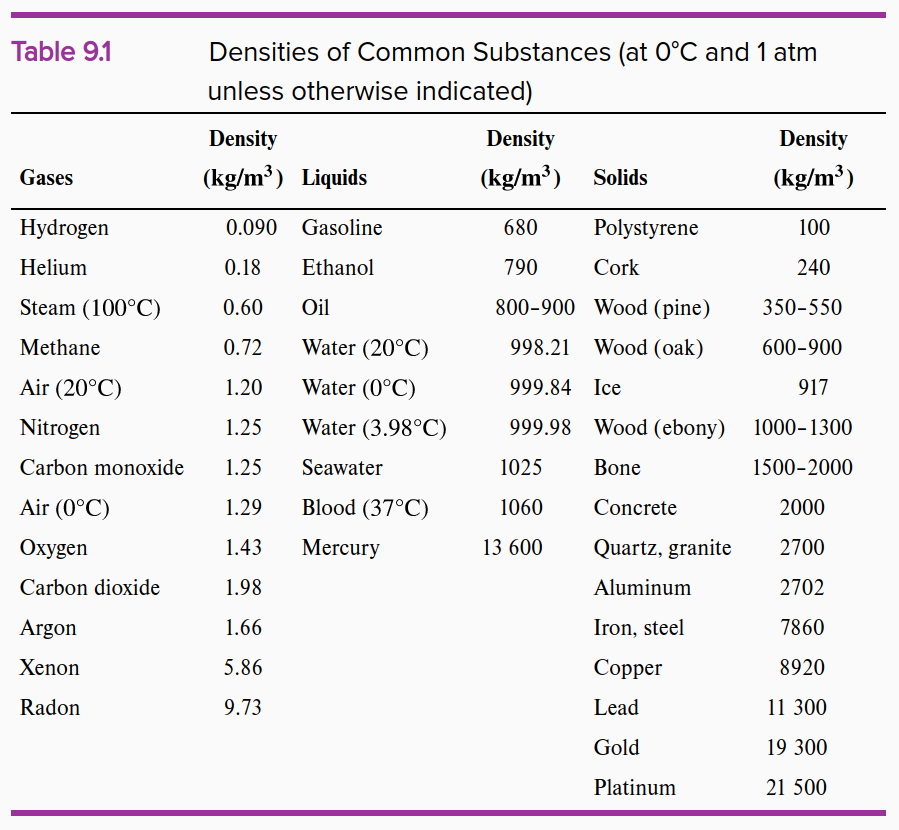 Table 9.1 Densities of Common Substances (at 0°C and 1 atm
unless otherwise indicated)
Density Density Density
Gases (kg/m³) Liquids (kg/m³) Solids (kg/m³)
Hydrogen 0.090 Gasoline 680 Polystyrene 100
Helium 0.18 Ethanol 790 Cork 240
Steam (100°C) 0.60 Oil 800–900 Wood (pine) 350–550
Methane 0.72 Water (20°C) 998.21 Wood (oak) 600–900
Air (20°C) 1.20 Water (0°C) 999.84 Ice 917
Nitrogen 1.25 Water (3.98°C) 999.98 Wood (ebony) 1000–1300
Carbon monoxide 1.25 Seawater 1025 Bone 1500–2000
Air (0°C) 1.29 Blood (37°C) 1060 Concrete 2000
Oxygen 1.43 Mercury 13 600 Quartz, granite 2700
Carbon dioxide 1.98 Aluminum 2702
Argon 1.66 Iron, steel 7860
Xenon 5.86 Copper 8920
Radon 9.73 Lead 11 300
Gold 19 300
Platinum 21 500